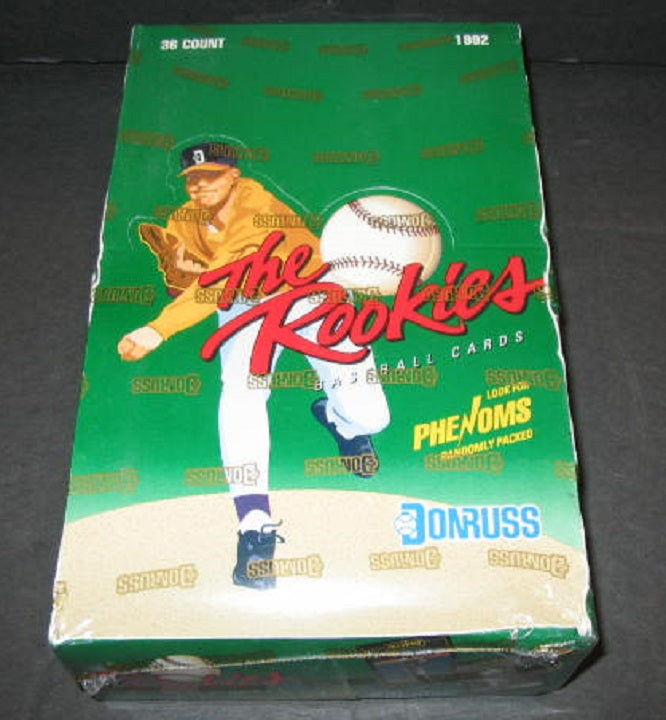 36 COUNT
1992
D
The
Rookies
BASEBALL CARDS
LOOK FOR
PHENOMS
RANDOMLY PACKED
DONRUSS